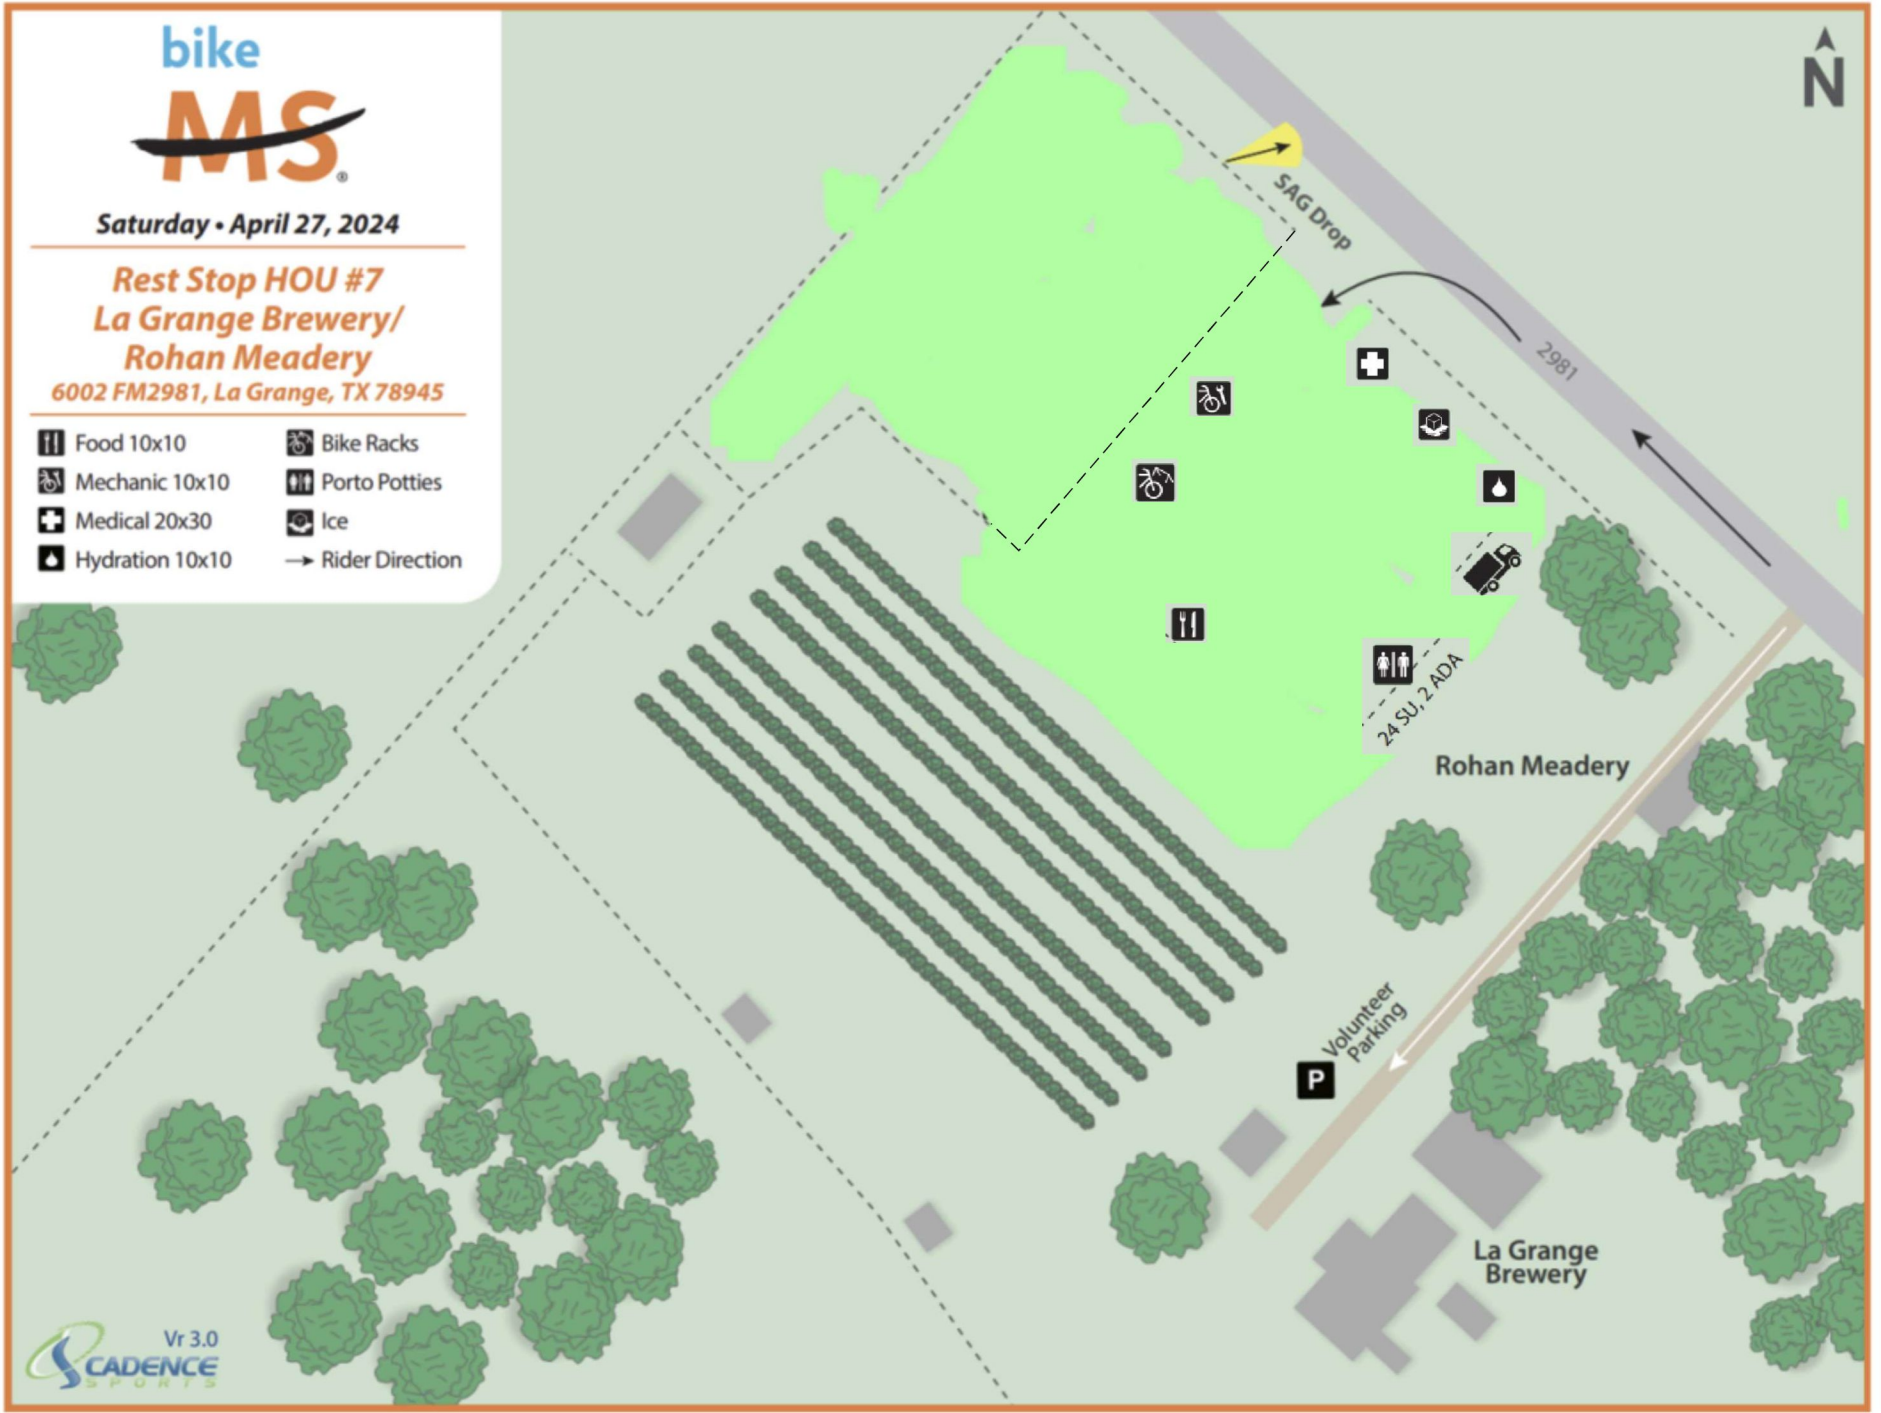 bike
MS®
Saturday • April 27, 2024
Rest Stop HOU #7
La Grange Brewery/
Rohan Meadery
6002 FM2981, La Grange, TX 78945
Food 10x10
Mechanic 10x10
Medical 20x30
Hydration 10x10
Bike Racks
Porto Potties
Ice
Rider Direction
N
SAG Drop
2981
24 SU, 2 ADA
Rohan Meadery
Volunteer
Parking
P
La Grange
Brewery
Vr 3.0
CADENCE
SPORTS